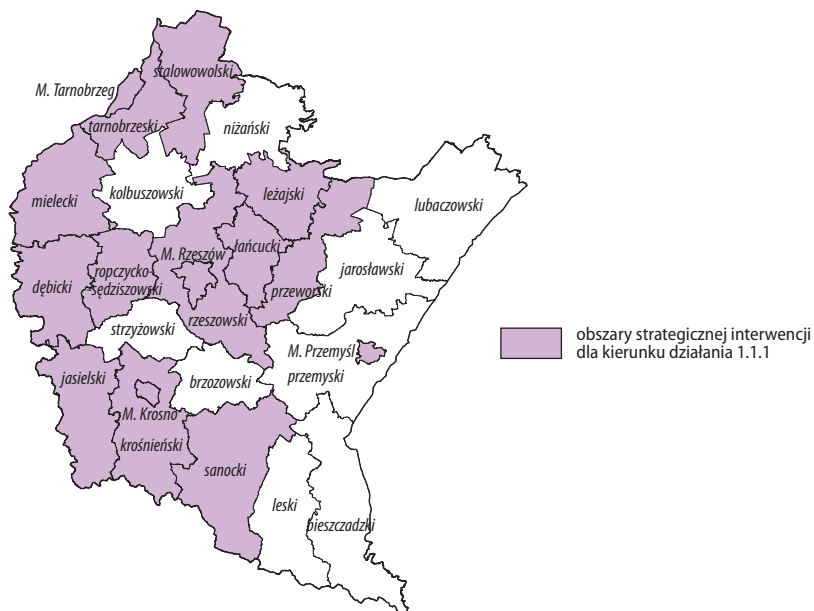 stalowowolski
M. Tarnobrzeg
tarnobrzeski
niżański
kolbuszowski
leżajski
mielecki
lubaczowski
łańcucki
M. Rzeszów
jarosławski
ropczycko-
sędziszowski
dębicki
przeworski
rzeszowski
strzyżowski
obszary strategicznej interwencji
dla kierunku działania 1.1.1
M. Przemyśl
przemyski
jasielski
brzozowski
M. Krosno
krośnieński
sanocki
leski
bieszczadzki